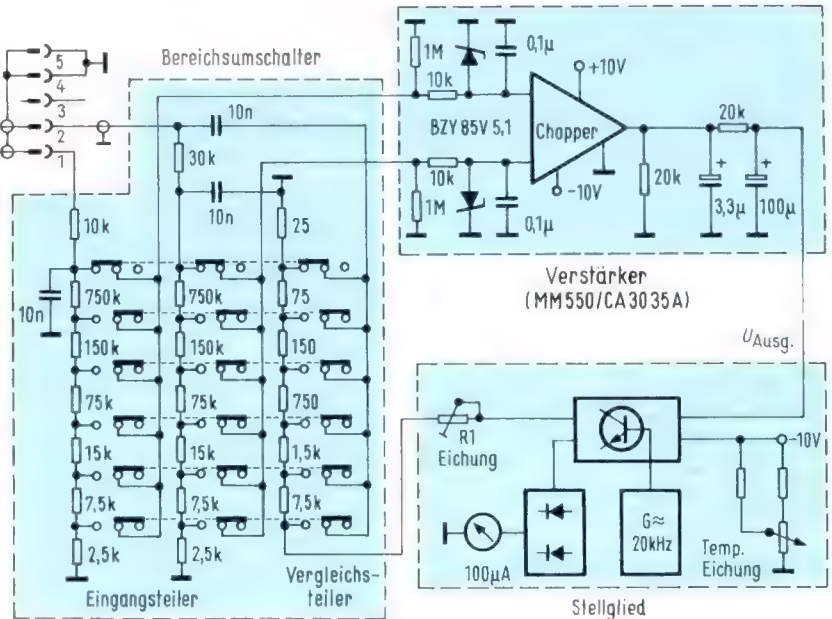 5
4
3
2
1
Bereichsumschalter
10n
30k
10n
10k
25
10n
750k
750k
75
150k
150k
150
75k
75k
750
15k
15k
1,5k
7,5k
7,5k
7,5k
2,5k
2,5k
Eingangsteiler
Vergleichs-
teiler
1M
0,1µ
10k
BZY 85V 5,1
Chopper
+10V
-10V
10k
1M
0,1µ
20k
20k
+
+
3,3µ
100µ
Verstärker
(MM550/CA3035A)
UAusg.
R1
Eichung
-10V
100µA
G≈
20kHz
Temp.
Eichung
Stellglied